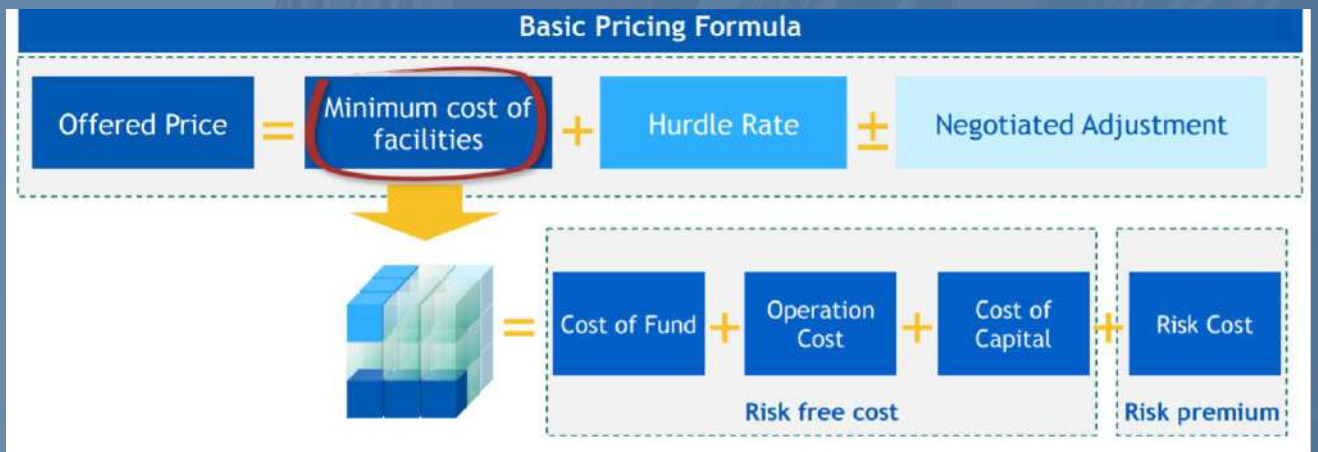 Basic Pricing Formula
Offered Price = Minimum cost of facilities + Hurdle Rate ± Negotiated Adjustment
= Cost of Fund + Operation Cost + Cost of Capital + Risk Cost
Risk free cost
Risk premium